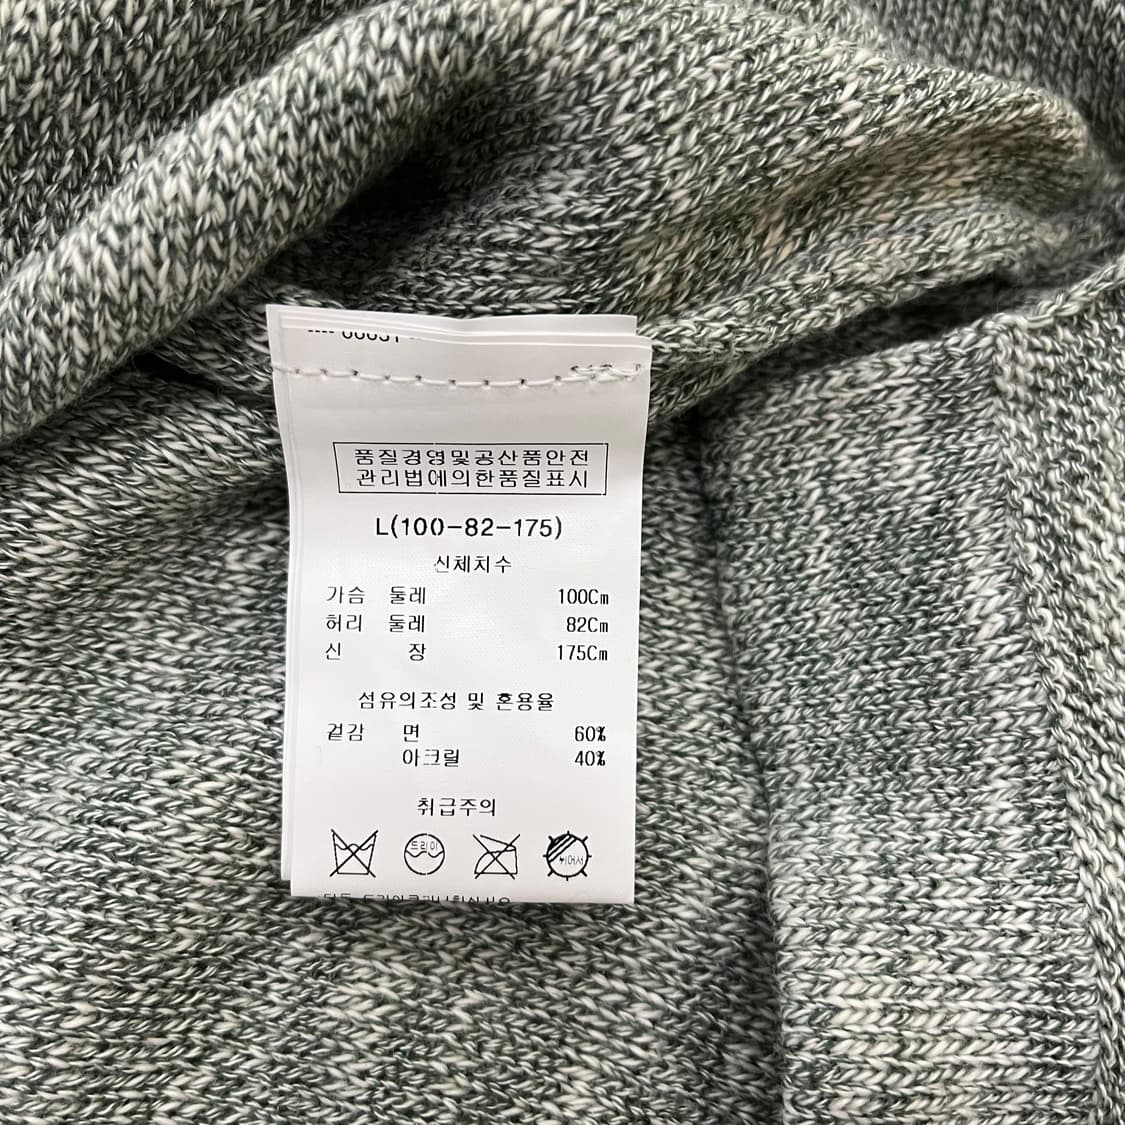 품질경영및공산품안전
관리법에의한품질표시
L(100-82-175)
신체치수
가슴 둘레 100Cm
허리 둘레 82Cm
신 장 175Cm
섬유의조성 및 혼용율
겉감 면 60%
아크릴 40%
취급주의
드라이 뉘어서